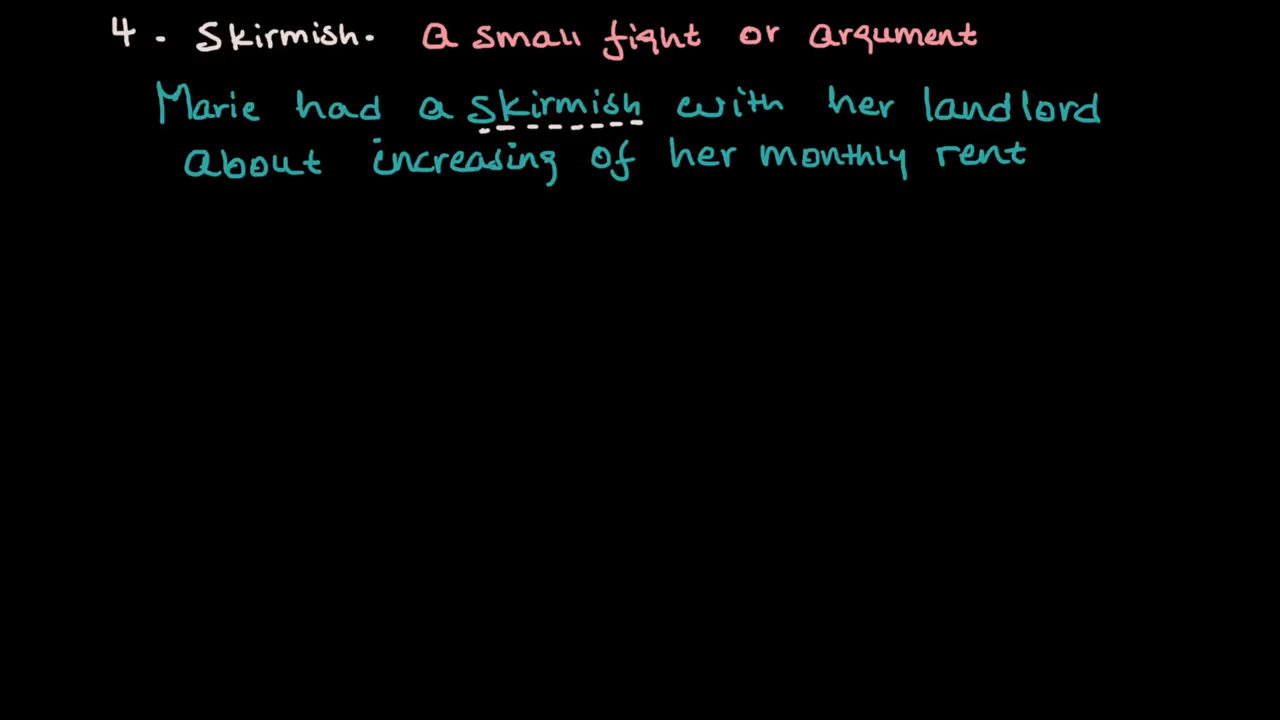 4. Skirmish. a small fight or argument
Marie had a skirmish with her landlord
about increasing of her monthly rent